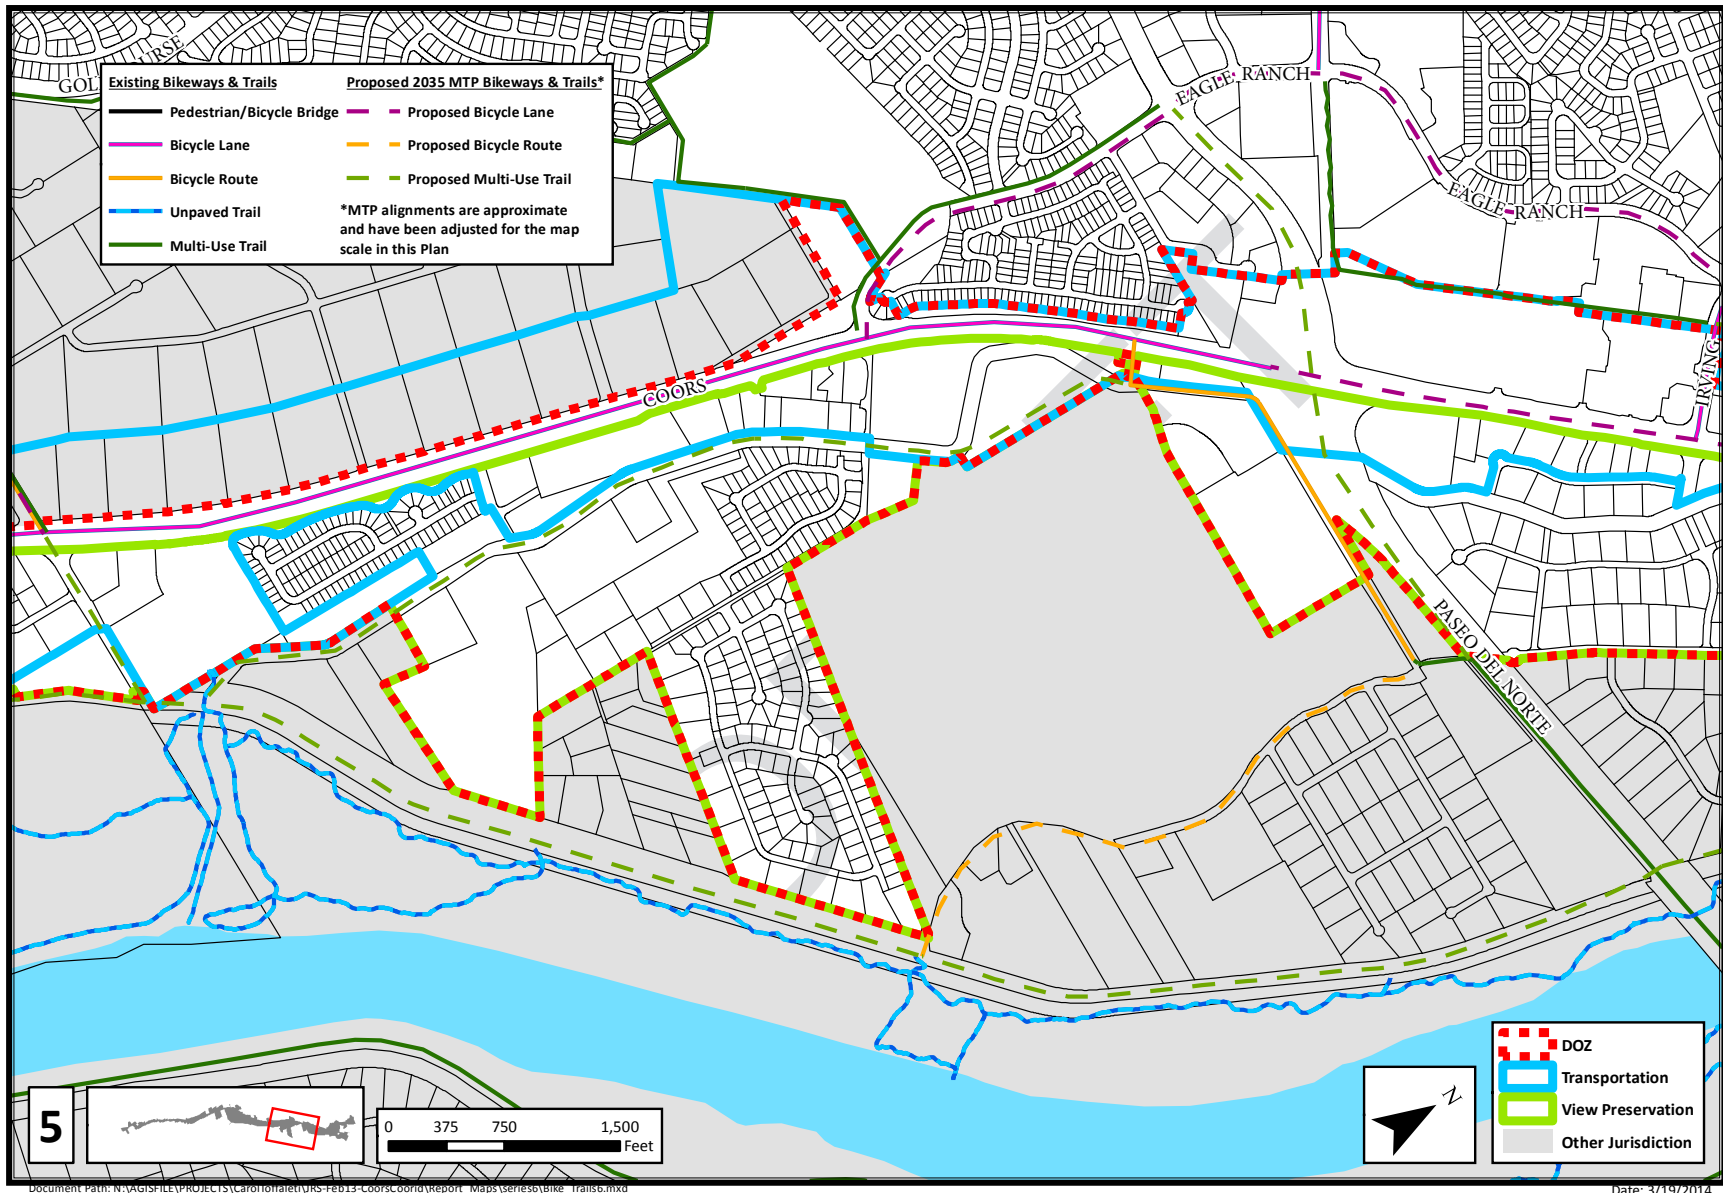 GOL URSE
Existing Bikeways & Trails
Proposed 2035 MTP Bikeways & Trails*
Pedestrian/Bicycle Bridge
Proposed Bicycle Lane
Bicycle Lane
Proposed Bicycle Route
Bicycle Route
Proposed Multi-Use Trail
Unpaved Trail
*MTP alignments are approximate
and have been adjusted for the map
scale in this Plan
Multi-Use Trail
EAGLE RANCH
EAGLE RANCH
IRVING
COORS
PASEO DEL NORTE
5
0 375 750 1,500
Feet
N
DOZ
Transportation
View Preservation
Other Jurisdiction
Date: 3/19/2014